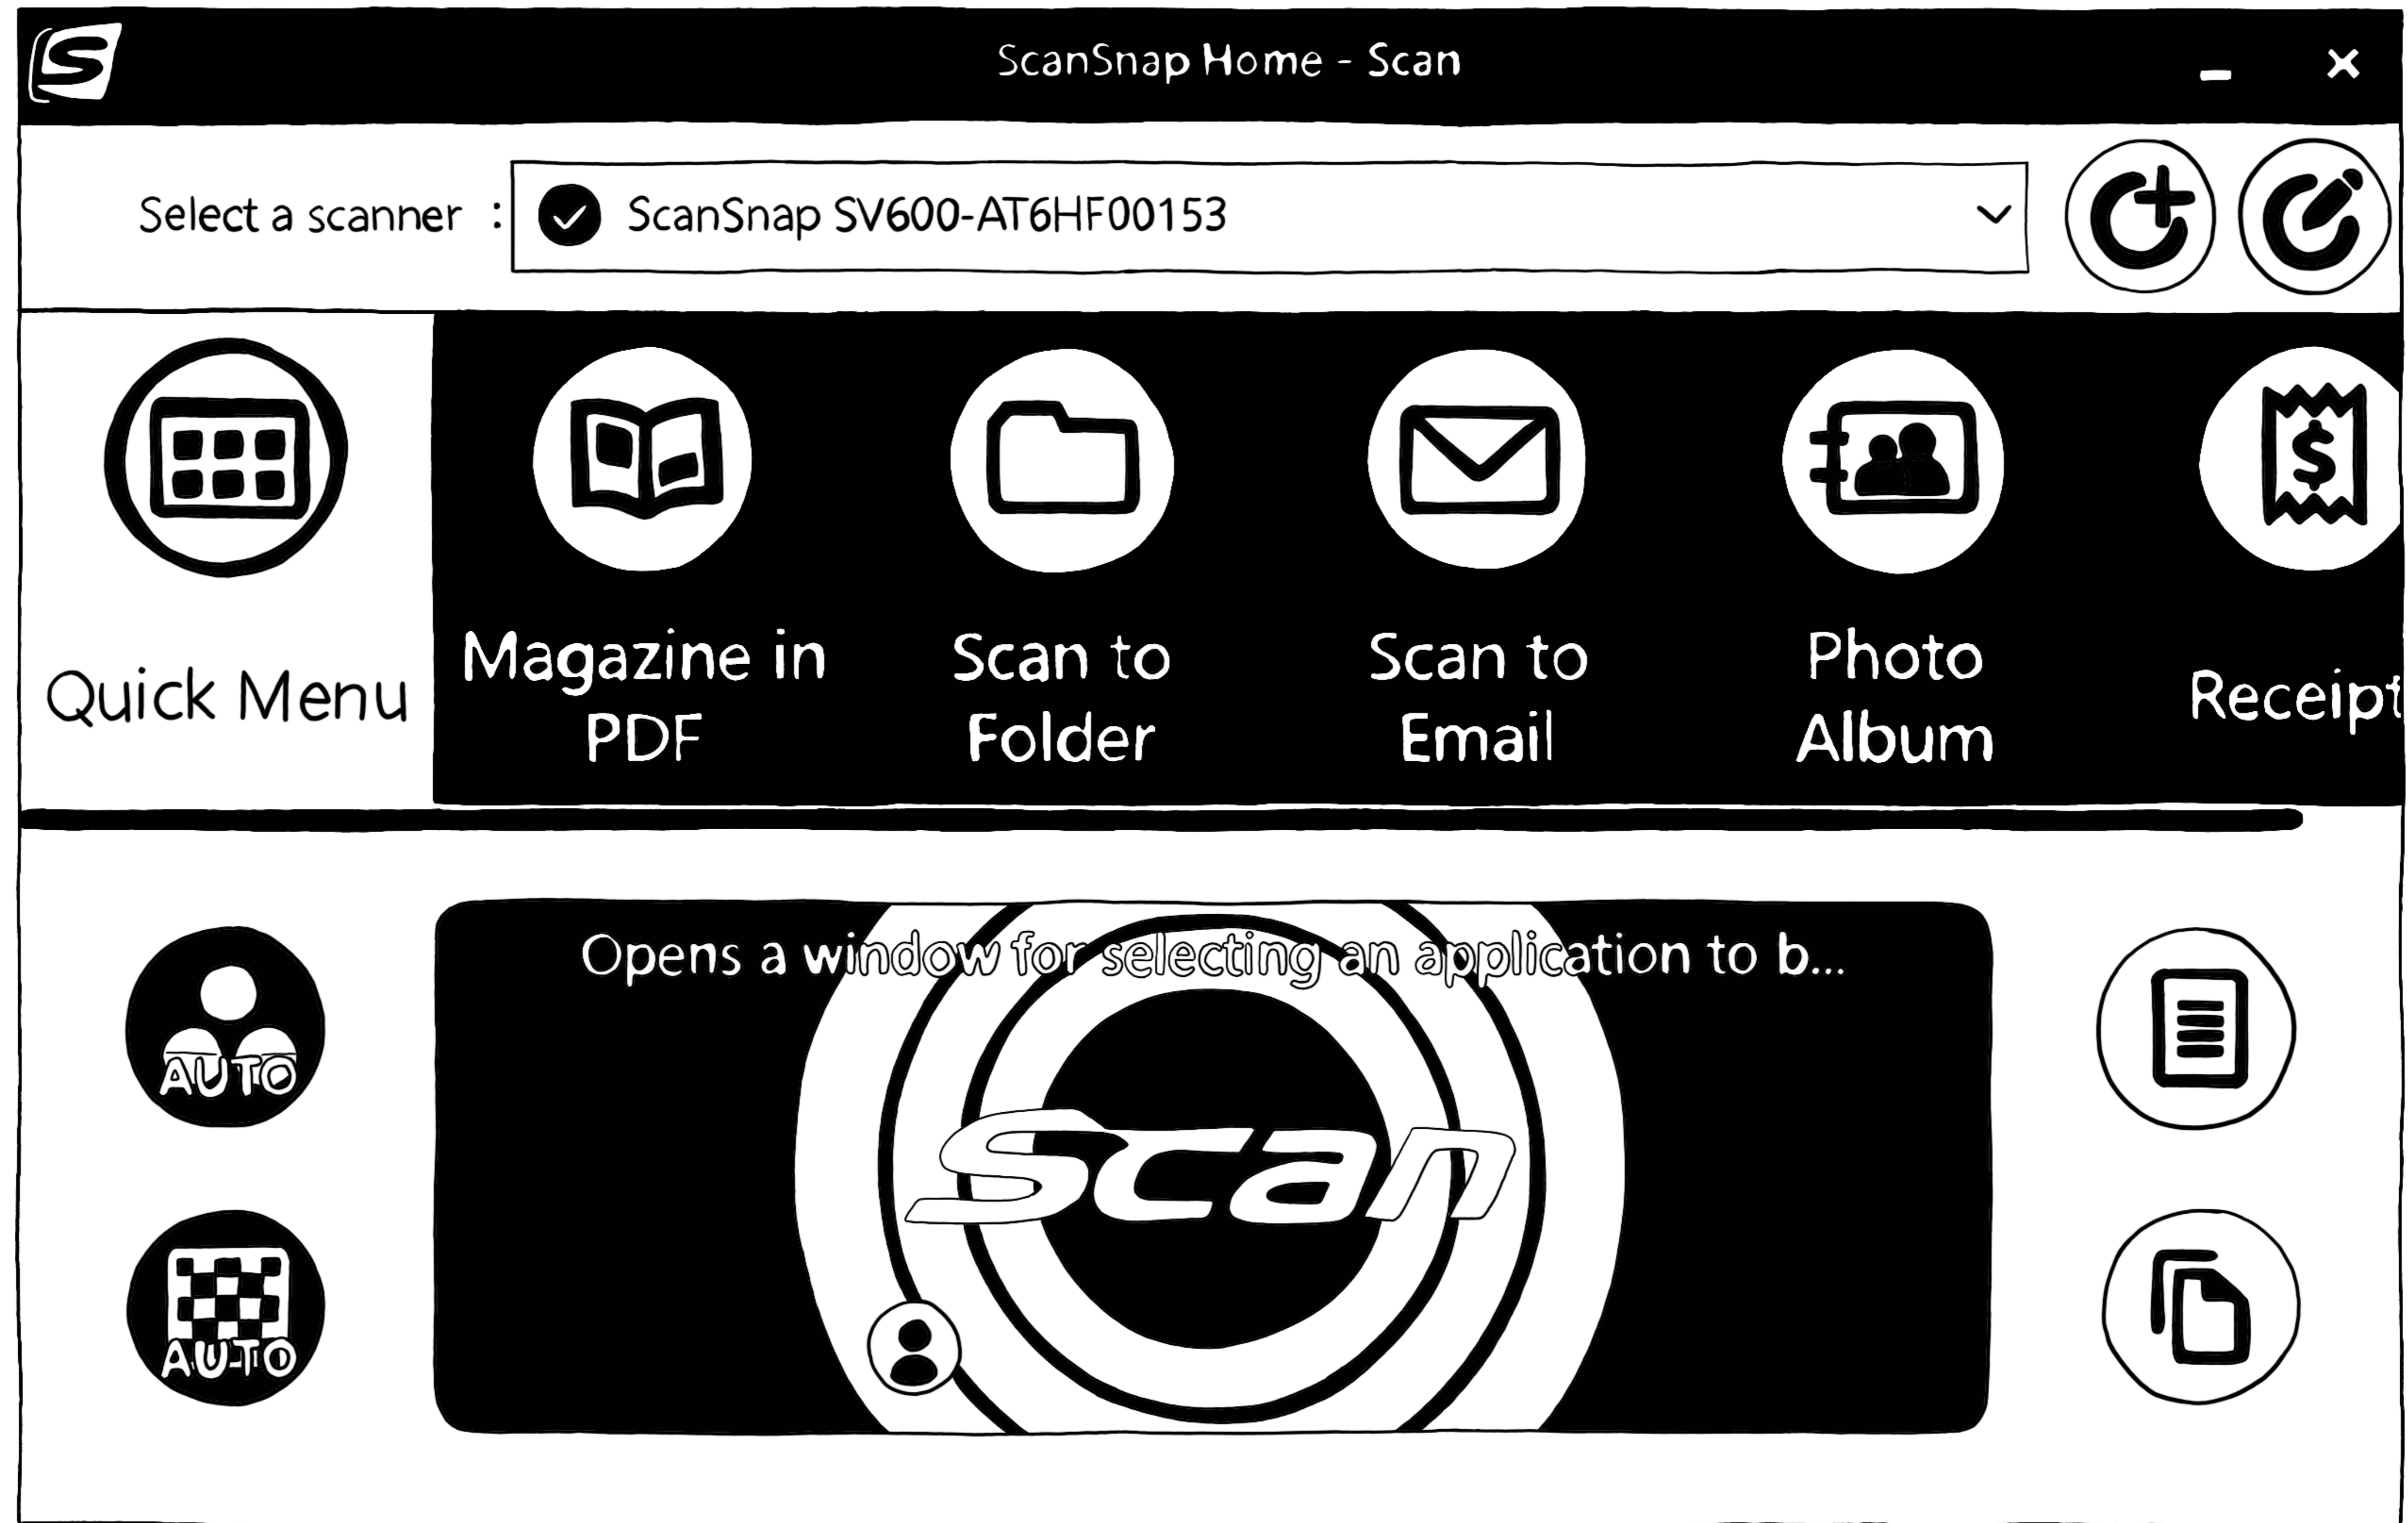 ScanSnap Home - Scan
Select a scanner :
ScanSnap SV600-AT6HF00153
Quick Menu
Magazine in
PDF
Scan to
Folder
Scan to
Email
Photo
Album
Receipt
Opens a window for selecting an application to b...
AUTO
Scan
AUTO